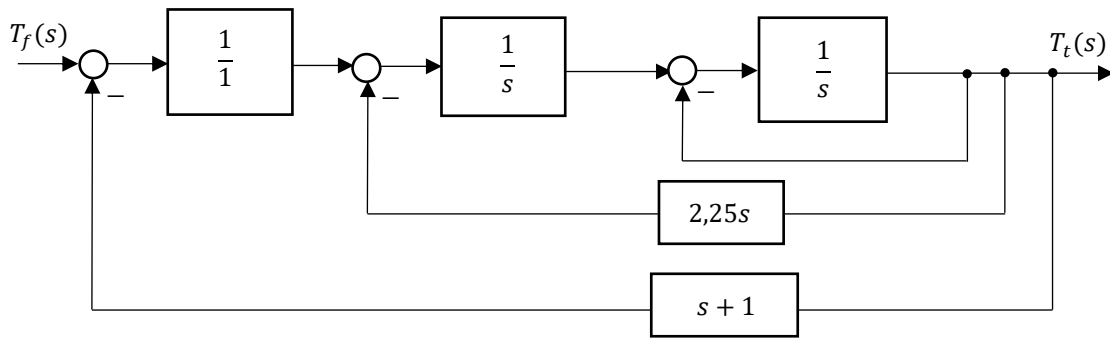 T_f(s)
1/1
1/s
1/s
T_t(s)
−
−
−
2,25s
s + 1